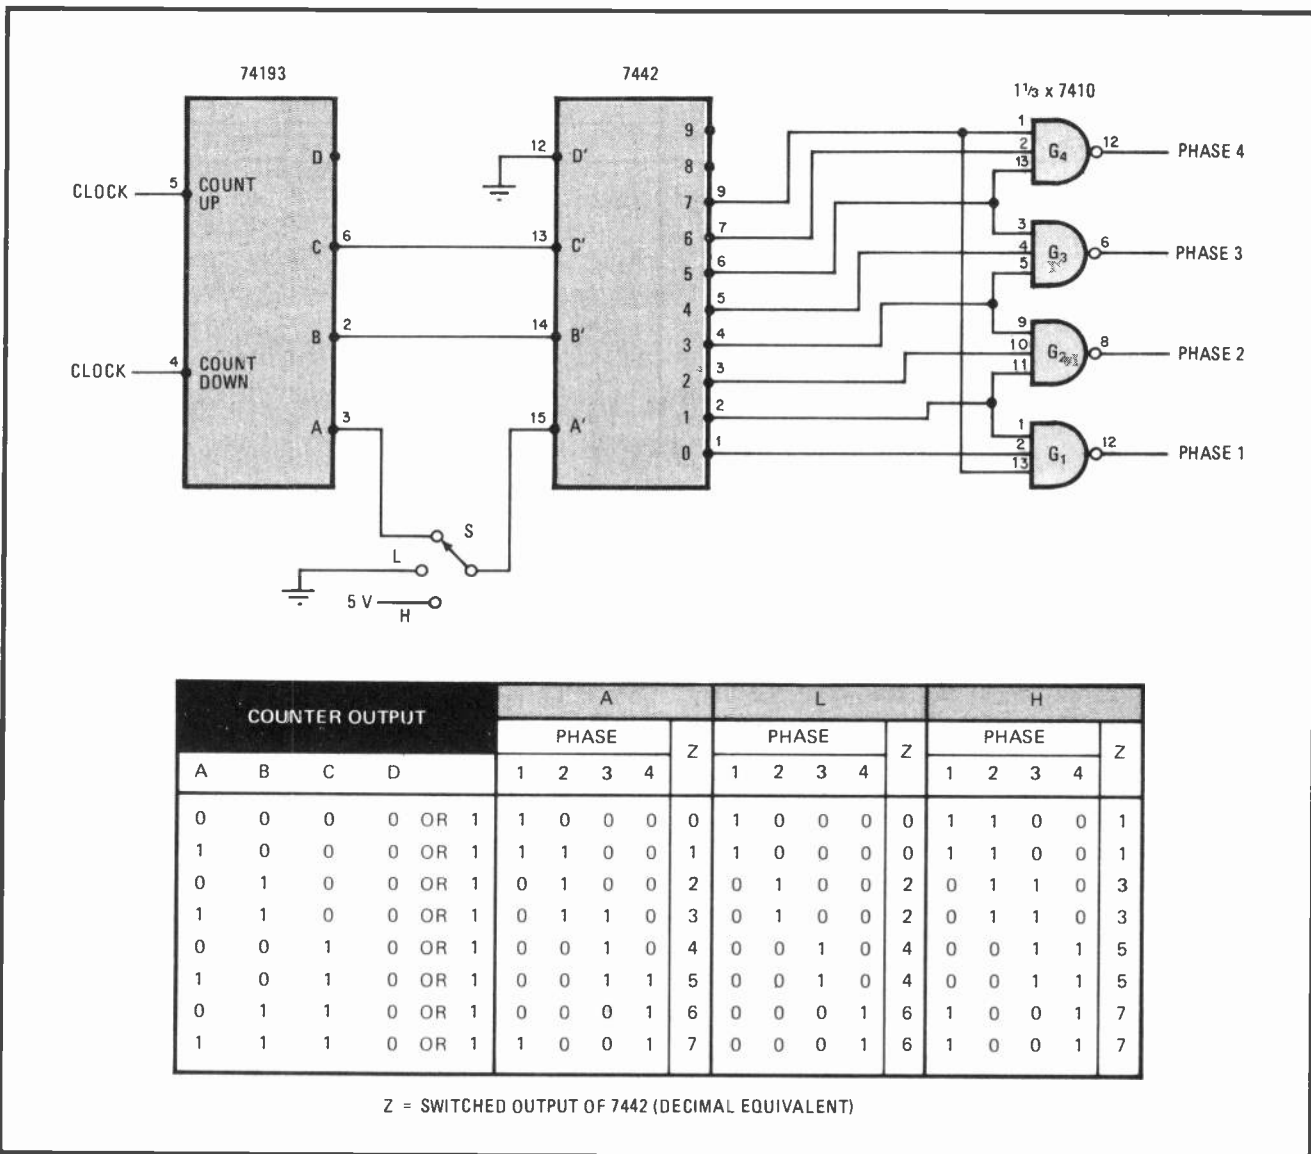 74193
7442
1 1/3 x 7410
CLOCK 5 COUNT UP
CLOCK 4 COUNT DOWN
D
C 6
B 2
A 3
12 D'
13 C'
14 B'
15 A'
9
8
7 9
6 7
5 6
4 5
3 4
2 3
1 2
0 1
1 2 13 G4 12 PHASE 4
3 4 5 G3 6 PHASE 3
9 10 11 G2 8 PHASE 2
1 2 13 G1 12 PHASE 1
S
L
5 V
H
COUNTER OUTPUT A L H
PHASE Z PHASE Z PHASE Z
A B C D 1 2 3 4 1 2 3 4 1 2 3 4
0 0 0 0 OR 1 1 0 0 0 0 1 0 0 0 0 1 1 0 0 1
1 0 0 0 OR 1 1 1 0 0 1 1 0 0 0 0 1 1 0 0 1
0 1 0 0 OR 1 0 1 0 0 2 0 1 0 0 2 0 1 1 0 3
1 1 0 0 OR 1 0 1 1 0 3 0 1 0 0 2 0 1 1 0 3
0 0 1 0 OR 1 0 0 1 0 4 0 0 1 0 4 0 0 1 1 5
1 0 1 0 OR 1 0 0 1 1 5 0 0 1 0 4 0 0 1 1 5
0 1 1 0 OR 1 0 0 0 1 6 0 0 0 1 6 1 0 0 1 7
1 1 1 0 OR 1 1 0 0 1 7 0 0 0 1 6 1 0 0 1 7
Z = SWITCHED OUTPUT OF 7442 (DECIMAL EQUIVALENT)